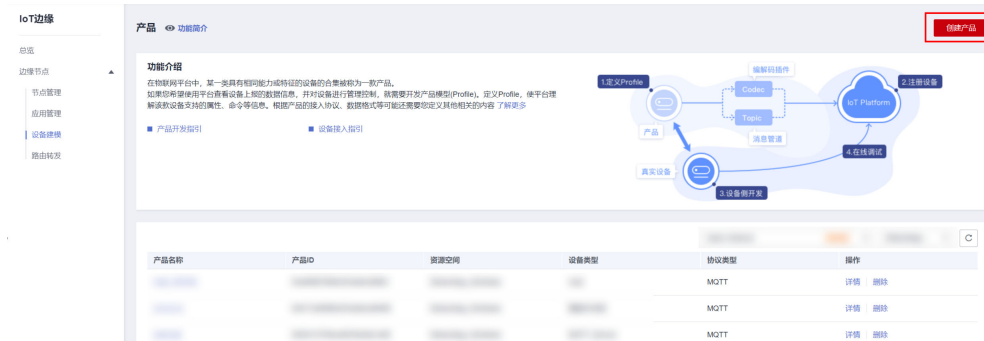 IoT边缘
总览
边缘节点
节点管理
应用管理
设备建模
路由转发
产品 功能简介
创建产品
功能介绍
在物联网平台中，某一类具有相同能力或特征的设备的合集被称为一款产品。
如果您希望使用平台查看设备上报的数据信息，并对设备进行管理控制，就需要开发产品模型(Profile)。定义Profile，使平台理
解该款设备支持的属性、命令等信息。根据产品的接入协议、数据格式等可能还需要您定义其他相关的内容 了解更多
产品开发指引 设备接入指引
1.定义Profile
编解码插件
Codec
2.注册设备
IoT Platform
Topic
产品
消息管道
4.在线调试
真实设备
3.设备侧开发
产品名称 产品ID 资源空间 设备类型 协议类型 操作
MQTT 详情 删除
MQTT 详情 删除
MQTT 详情 删除